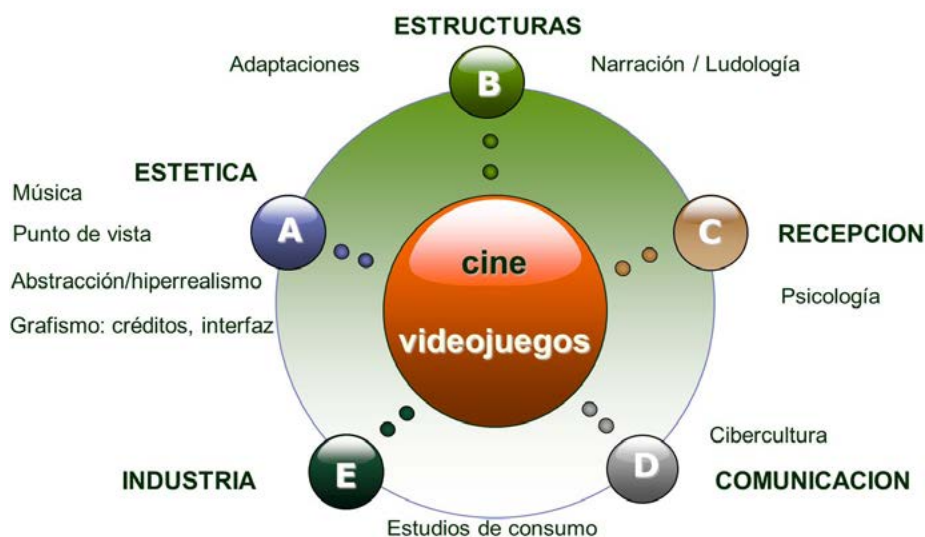 ESTRUCTURAS
Adaptaciones
B
Narración / Ludología
ESTETICA
Música
A
Punto de vista
Abstracción/hiperrealismo
Grafismo: créditos, interfaz
C
RECEPCION
Psicología
cine
videojuegos
Cibercultura
D
COMUNICACION
INDUSTRIA
E
Estudios de consumo